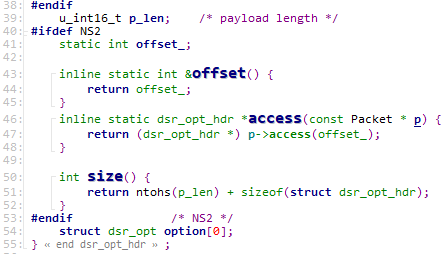 38: #endif
39: u_int16_t p_len; /* payload length */
40: #ifdef NS2
41: static int offset_;
42:
43: inline static int &offset() {
44: return offset_;
45: }
46: inline static dsr_opt_hdr *access(const Packet * p) {
47: return (dsr_opt_hdr *) p->access(offset_);
48: }
49:
50: int size() {
51: return ntohs(p_len) + sizeof(struct dsr_opt_hdr);
52: }
53: #endif /* NS2 */
54: struct dsr_opt option[0];
55: } « end dsr_opt_hdr » ;